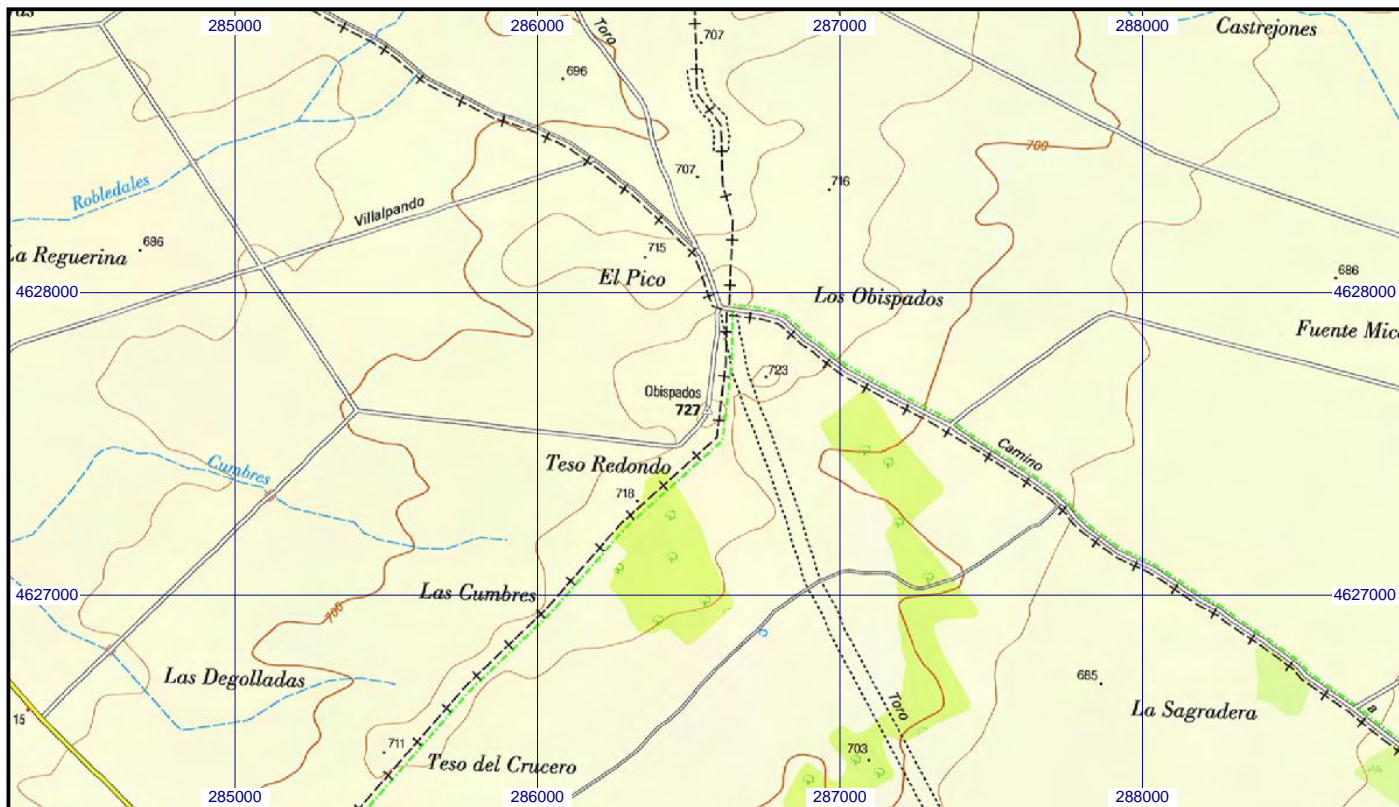 285000
286000
287000
288000
Castrejones
Toro
707
696
700
Robledales
707
716
Villalpando
La Reguerina
686
715
El Pico
686
4628000
Los Obispados
4628000
Fuente Mic
723
Obispados
727
Camino
Cumbres
Teso Redondo
718
4627000
Las Cumbres
4627000
700
Las Degolladas
685
Toro
La Sagradera
a
15
711
703
Teso del Crucero
285000
286000
287000
288000